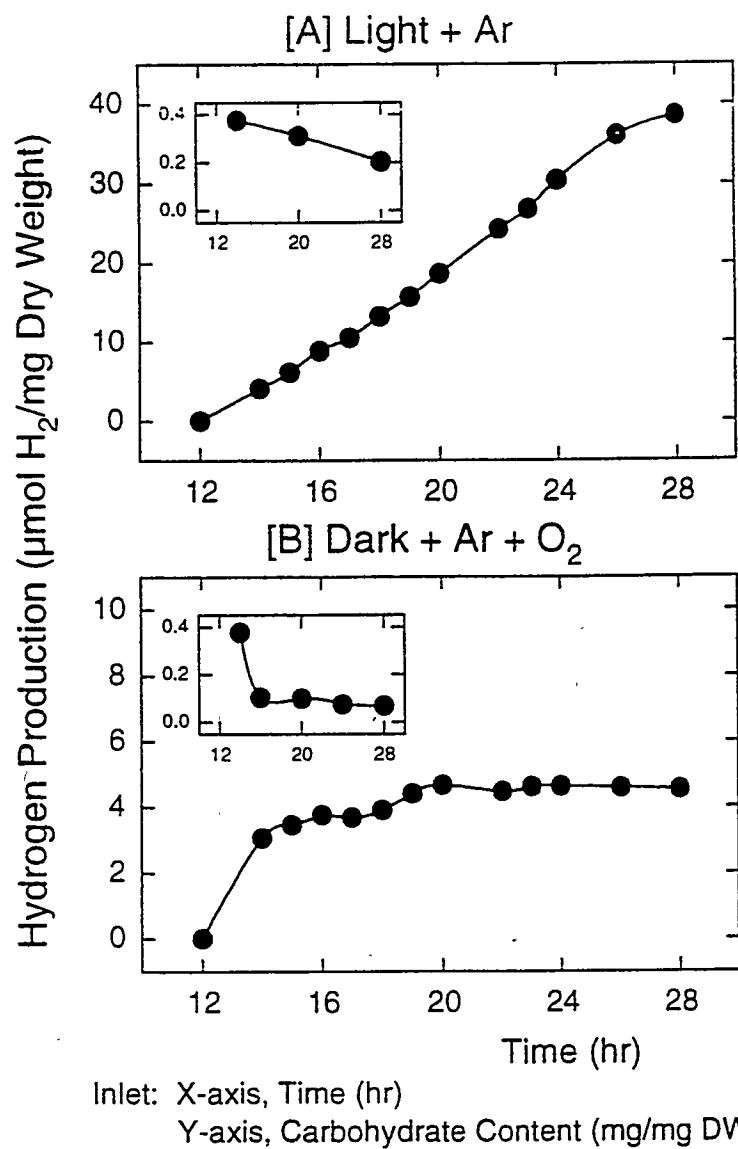 [A] Light + Ar
40
30
20
10
0
0.4
0.2
0.0
12 20 28
12 16 20 24 28
[B] Dark + Ar + O2
10
8
6
4
2
0
0.4
0.2
0.0
12 20 28
12 16 20 24 28
Hydrogen Production (µmol H2/mg Dry Weight)
Time (hr)
Inlet: X-axis, Time (hr)
Y-axis, Carbohydrate Content (mg/mg DW